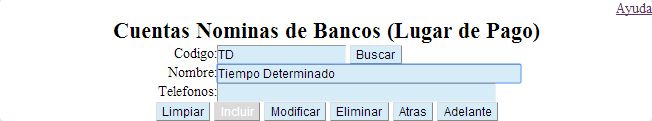 Ayuda
Cuentas Nominas de Bancos (Lugar de Pago)
Codigo: TD Buscar
Nombre: Tiempo Determinado
Telefonos:
Limpiar Incluir Modificar Eliminar Atras Adelante